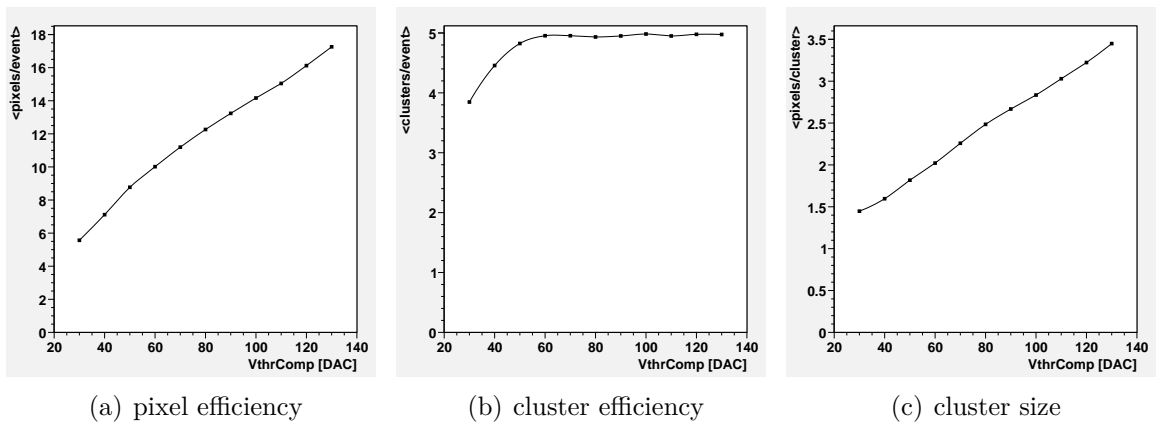 <pixels/event>
18
16
14
12
10
8
6
4
2
0
20 40 60 80 100 120 140
VthrComp [DAC]
(a) pixel efficiency
<clusters/event>
5
4
3
2
1
0
20 40 60 80 100 120 140
VthrComp [DAC]
(b) cluster efficiency
<pixels/cluster>
3.5
3
2.5
2
1.5
1
0.5
0
20 40 60 80 100 120 140
VthrComp [DAC]
(c) cluster size